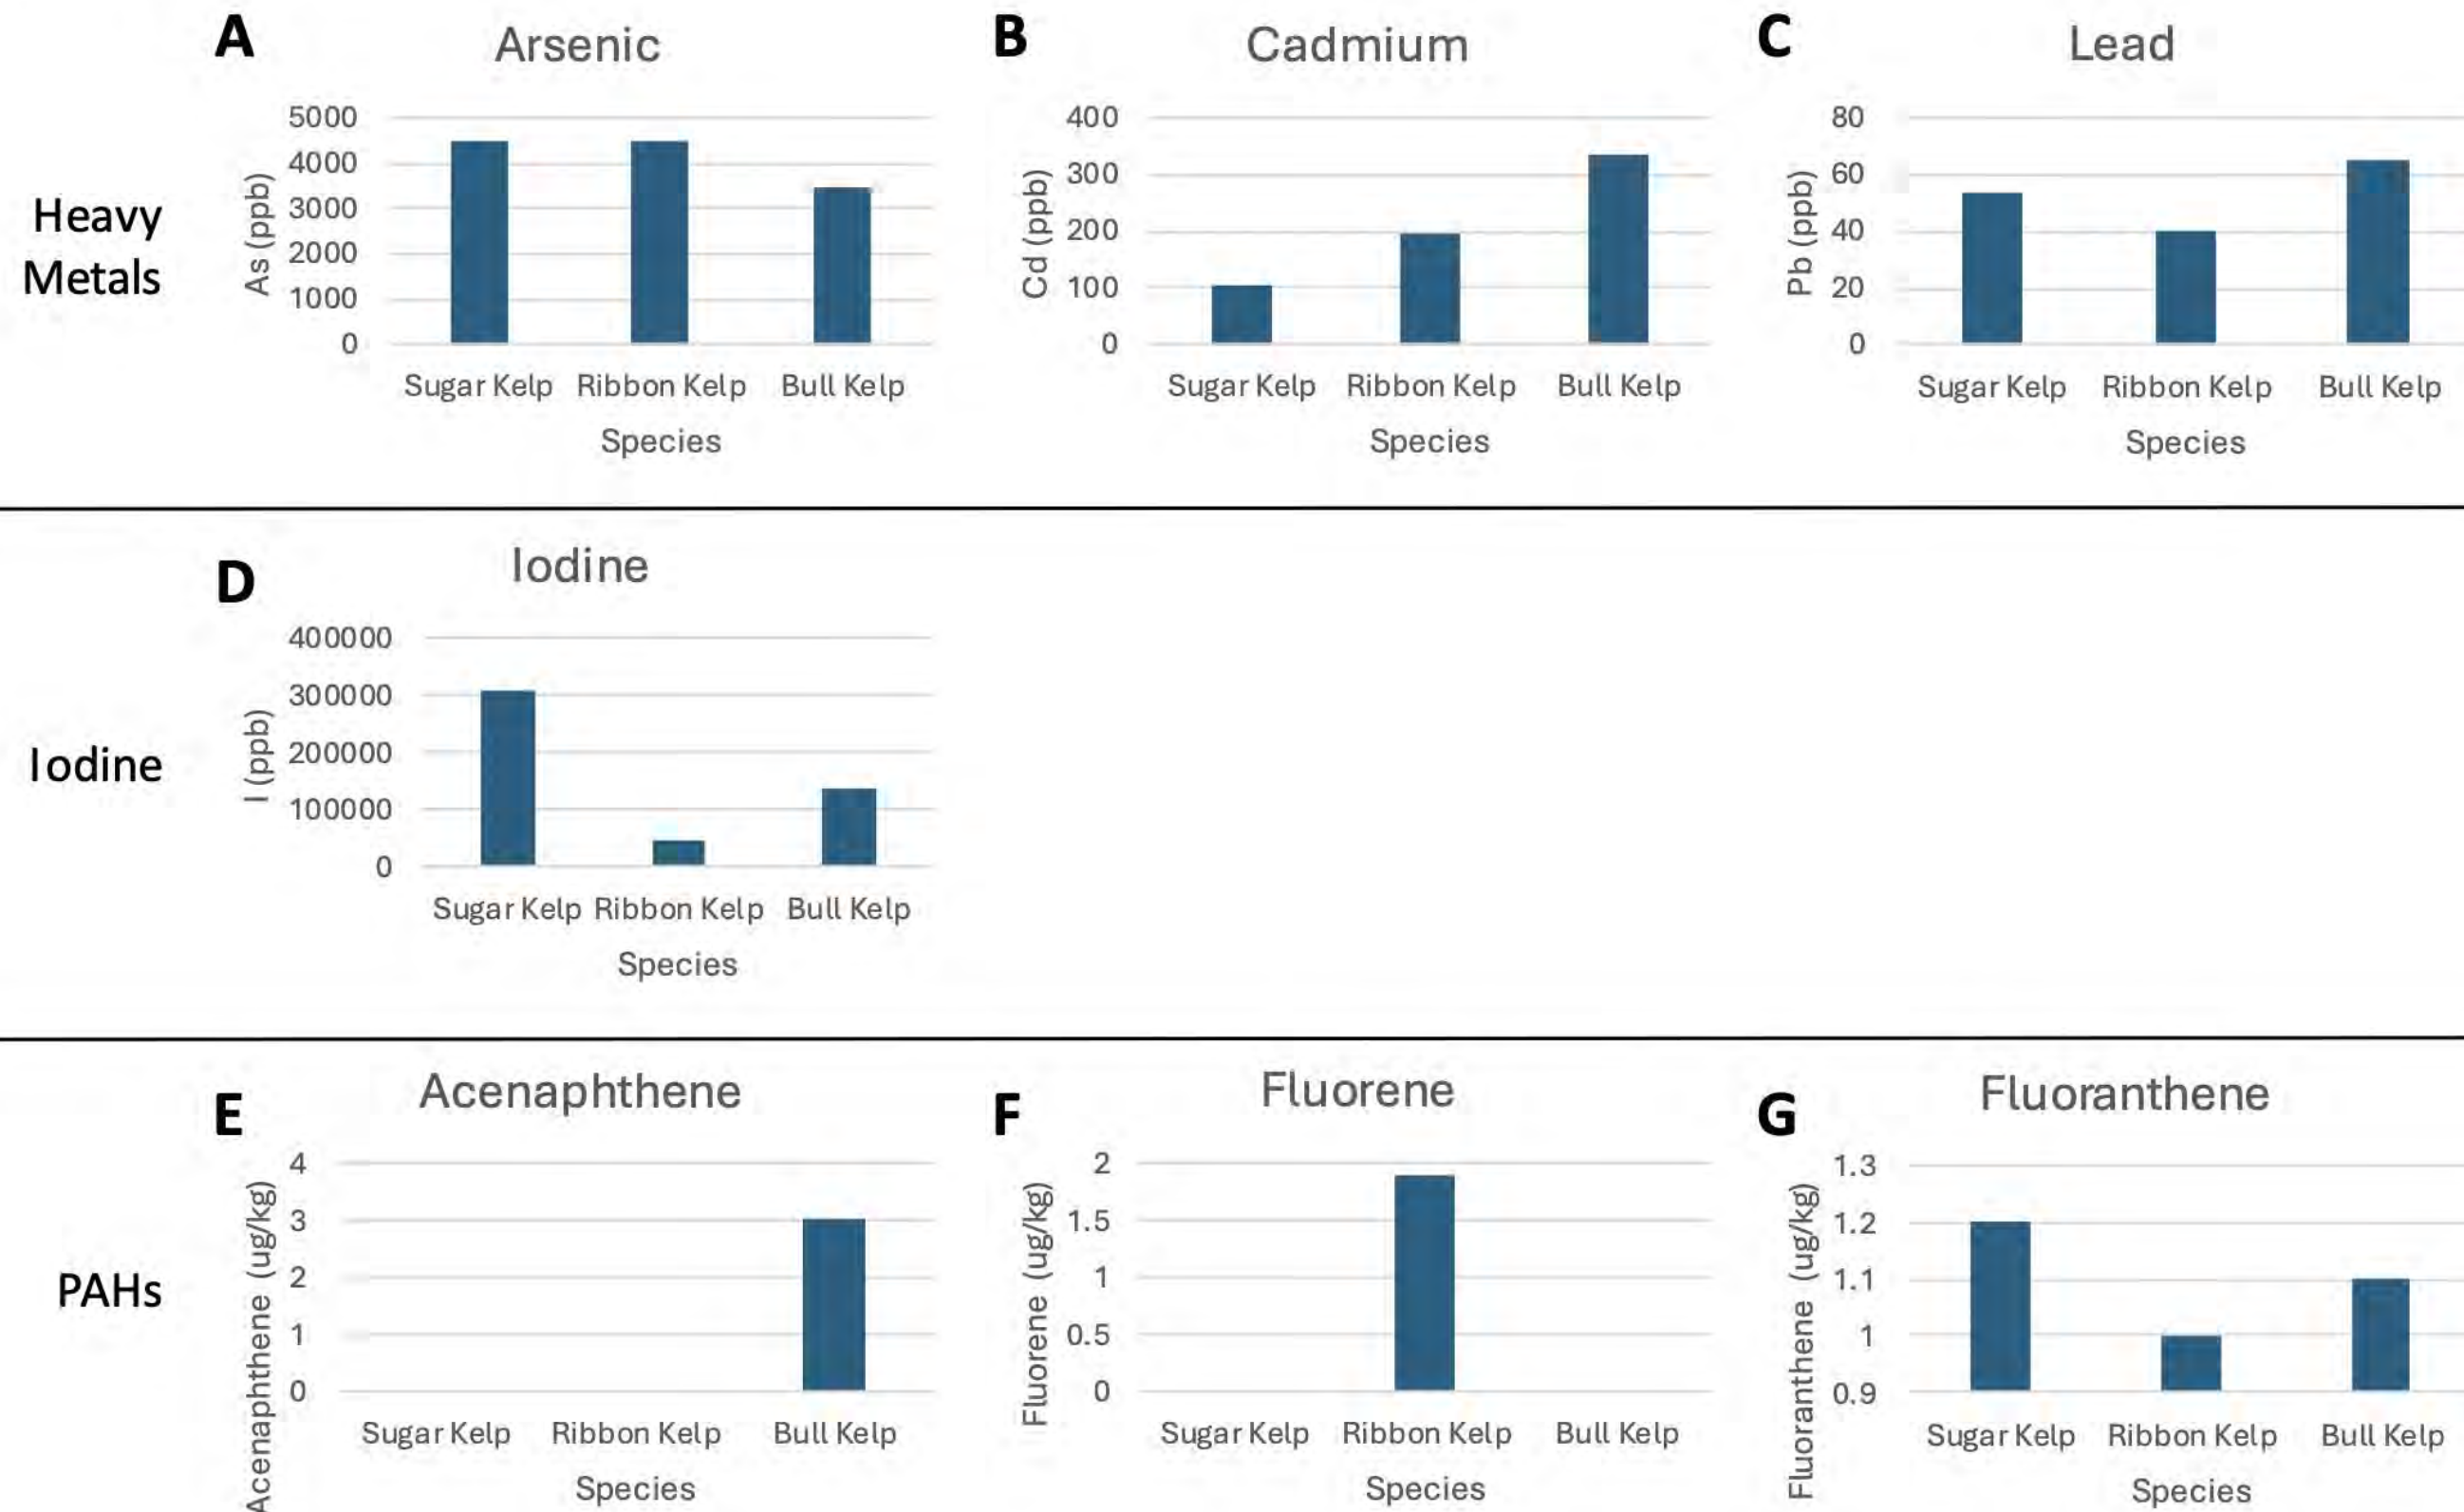 A
Arsenic
5000
4000
3000
2000
1000
0
As (ppb)
Sugar Kelp
Ribbon Kelp
Bull Kelp
Species
B
Cadmium
400
300
200
100
0
Cd (ppb)
Sugar Kelp
Ribbon Kelp
Bull Kelp
Species
C
Lead
80
60
40
20
0
Pb (ppb)
Sugar Kelp
Ribbon Kelp
Bull Kelp
Species
Heavy
Metals
D
Iodine
400000
300000
200000
100000
0
I (ppb)
Sugar Kelp
Ribbon Kelp
Bull Kelp
Species
Iodine
E
Acenaphthene
4
3
2
1
0
Acenaphthene (ug/kg)
Sugar Kelp
Ribbon Kelp
Bull Kelp
Species
F
Fluorene
2
1.5
1
0.5
0
Fluorene (ug/kg)
Sugar Kelp
Ribbon Kelp
Bull Kelp
Species
G
Fluoranthene
1.3
1.2
1.1
1
0.9
Fluoranthene (ug/kg)
Sugar Kelp
Ribbon Kelp
Bull Kelp
Species
PAHs